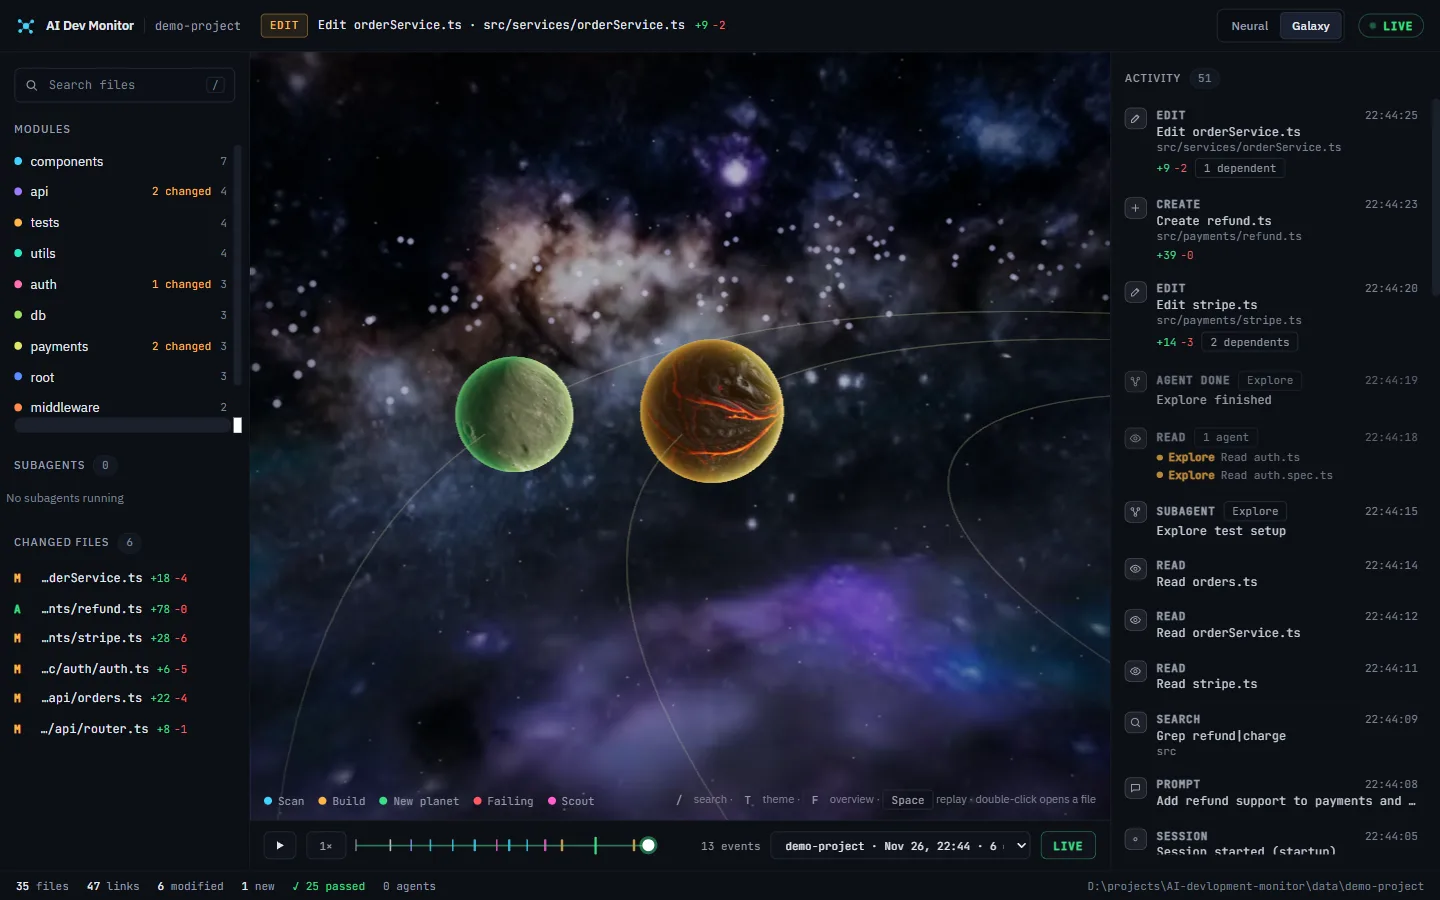 AI Dev Monitor demo-project EDIT Edit orderService.ts · src/services/orderService.ts +9 -2 Neural Galaxy LIVE
Search files /
MODULES
components 7
api 2 changed 4
tests 4
utils 4
auth 1 changed 3
db 3
payments 2 changed 3
root 3
middleware 2
SUBAGENTS 0
No subagents running
CHANGED FILES 6
M …derService.ts +18 -4
A …nts/refund.ts +78 -0
M …nts/stripe.ts +28 -6
M …c/auth/auth.ts +6 -5
M …api/orders.ts +22 -4
M …/api/router.ts +8 -1
Scan Build New planet Failing Scout / search · T theme · F overview · Space replay · double-click opens a file
1× 13 events demo-project · Nov 26, 22:44 · 6 LIVE
ACTIVITY 51
EDIT 22:44:25
Edit orderService.ts
src/services/orderService.ts
+9 -2 1 dependent
CREATE 22:44:23
Create refund.ts
src/payments/refund.ts
+39 -0
EDIT 22:44:20
Edit stripe.ts
src/payments/stripe.ts
+14 -3 2 dependents
AGENT DONE Explore 22:44:19
Explore finished
READ 1 agent 22:44:18
Explore Read auth.ts
Explore Read auth.spec.ts
SUBAGENT Explore 22:44:15
Explore test setup
READ 22:44:14
Read orders.ts
READ 22:44:12
Read orderService.ts
READ 22:44:11
Read stripe.ts
SEARCH 22:44:09
Grep refund|charge
src
PROMPT 22:44:08
Add refund support to payments and …
SESSION 22:44:05
Session started (startup)
35 files 47 links 6 modified 1 new ✓ 25 passed 0 agents D:\projects\AI-devlopment-monitor\data\demo-project